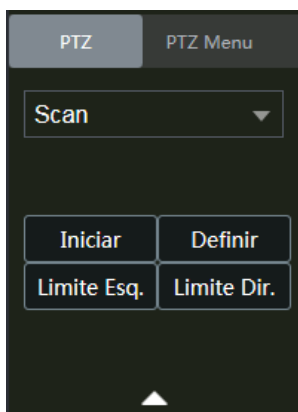 PTZ PTZ Menu
Scan
Iniciar Definir
Limite Esq. Limite Dir.